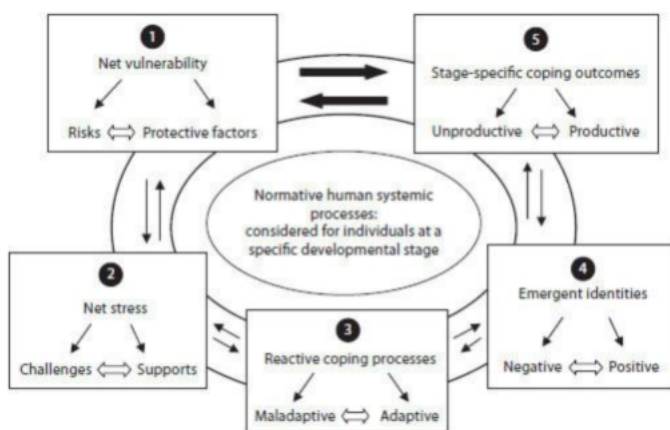 1
Net vulnerability
Risks Protective factors
5
Stage-specific coping outcomes
Unproductive Productive
Normative human systemic
processes:
considered for individuals at a
specific developmental stage
2
Net stress
Challenges Supports
3
Reactive coping processes
Maladaptive Adaptive
4
Emergent identities
Negative Positive